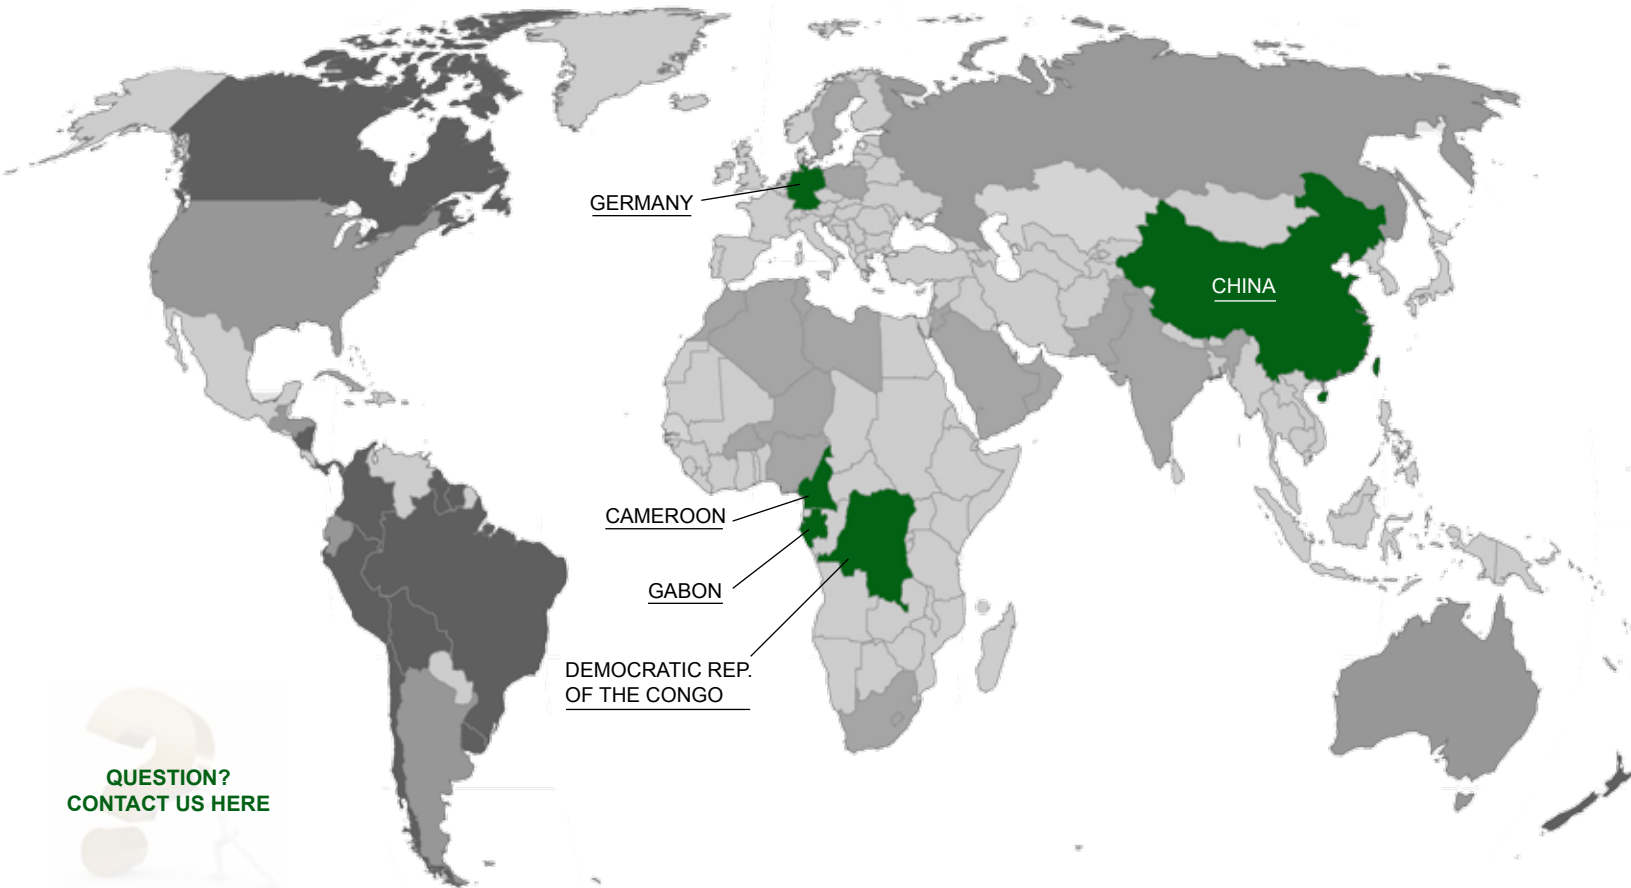 GERMANY
CHINA
CAMEROON
GABON
DEMOCRATIC REP.
OF THE CONGO
QUESTION?
CONTACT US HERE